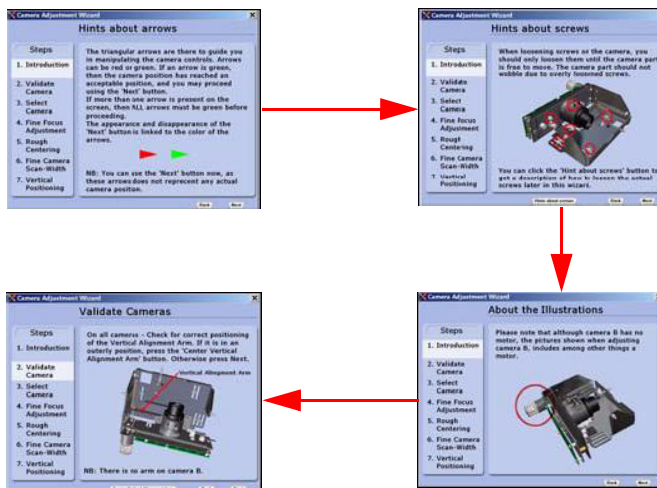 Camera Adjustment Wizard
Hints about arrows
Steps
1. Introduction
2. Validate
Camera
3. Select
Camera
4. Fine Focus
Adjustment
5. Rough
Centering
6. Fine Camera
Scan-Width
7. Vertical
Positioning
The triangular arrows are there to guide you
in manipulating the camera controls. Arrows
can be red or green. If an arrow is green,
then the camera position has reached an
acceptable position, and you may proceed
using the 'Next' button.
If more than one arrow is present on the
screen, then ALL arrows must be green before
proceeding.
The appearance and disappearance of the
'Next' button is linked to the color of the
arrows.
NB: You can use the 'Next' button now, as
these arrows does not represent any actual
camera position.
Back Next
Camera Adjustment Wizard
Hints about screws
Steps
1. Introduction
2. Validate
Camera
3. Select
Camera
4. Fine Focus
Adjustment
5. Rough
Centering
6. Fine Camera
Scan-Width
7. Vertical
Positioning
When loosening screws or the camera, you
should only loosen them until the camera part
is free to move. The camera part should not
wobble due to overly loosened screws.
You can click the 'Hint about screws' button to
get a description of how to loosen the actual
screws later in this wizard.
Hints about screws Back Next
Camera Adjustment Wizard
Validate Cameras
Steps
1. Introduction
2. Validate
Camera
3. Select
Camera
4. Fine Focus
Adjustment
5. Rough
Centering
6. Fine Camera
Scan-Width
7. Vertical
Positioning
On all cameras - Check for correct positioning
of the Vertical Alignment Arm. If it is in an
outerly position, press the 'Center Vertical
Alignment Arm' button. Otherwise press Next.
Vertical Alignment Arm
NB: There is no arm on camera B.
Camera Adjustment Wizard
About the Illustrations
Steps
1. Introduction
2. Validate
Camera
3. Select
Camera
4. Fine Focus
Adjustment
5. Rough
Centering
6. Fine Camera
Scan-Width
7. Vertical
Positioning
Please note that although camera B has no
motor, the pictures shown when adjusting
camera B, includes among other things a
motor.
Back Next